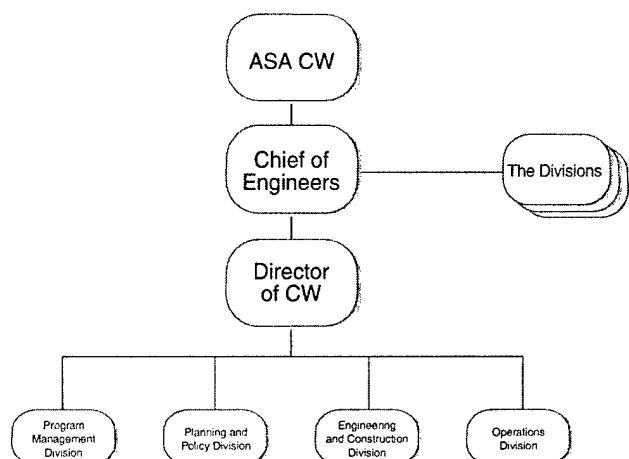 ASA CW
Chief of
Engineers
The Divisions
Director
of CW
Program
Management
Division
Planning and
Policy Division
Engineering
and Construction
Division
Operations
Division